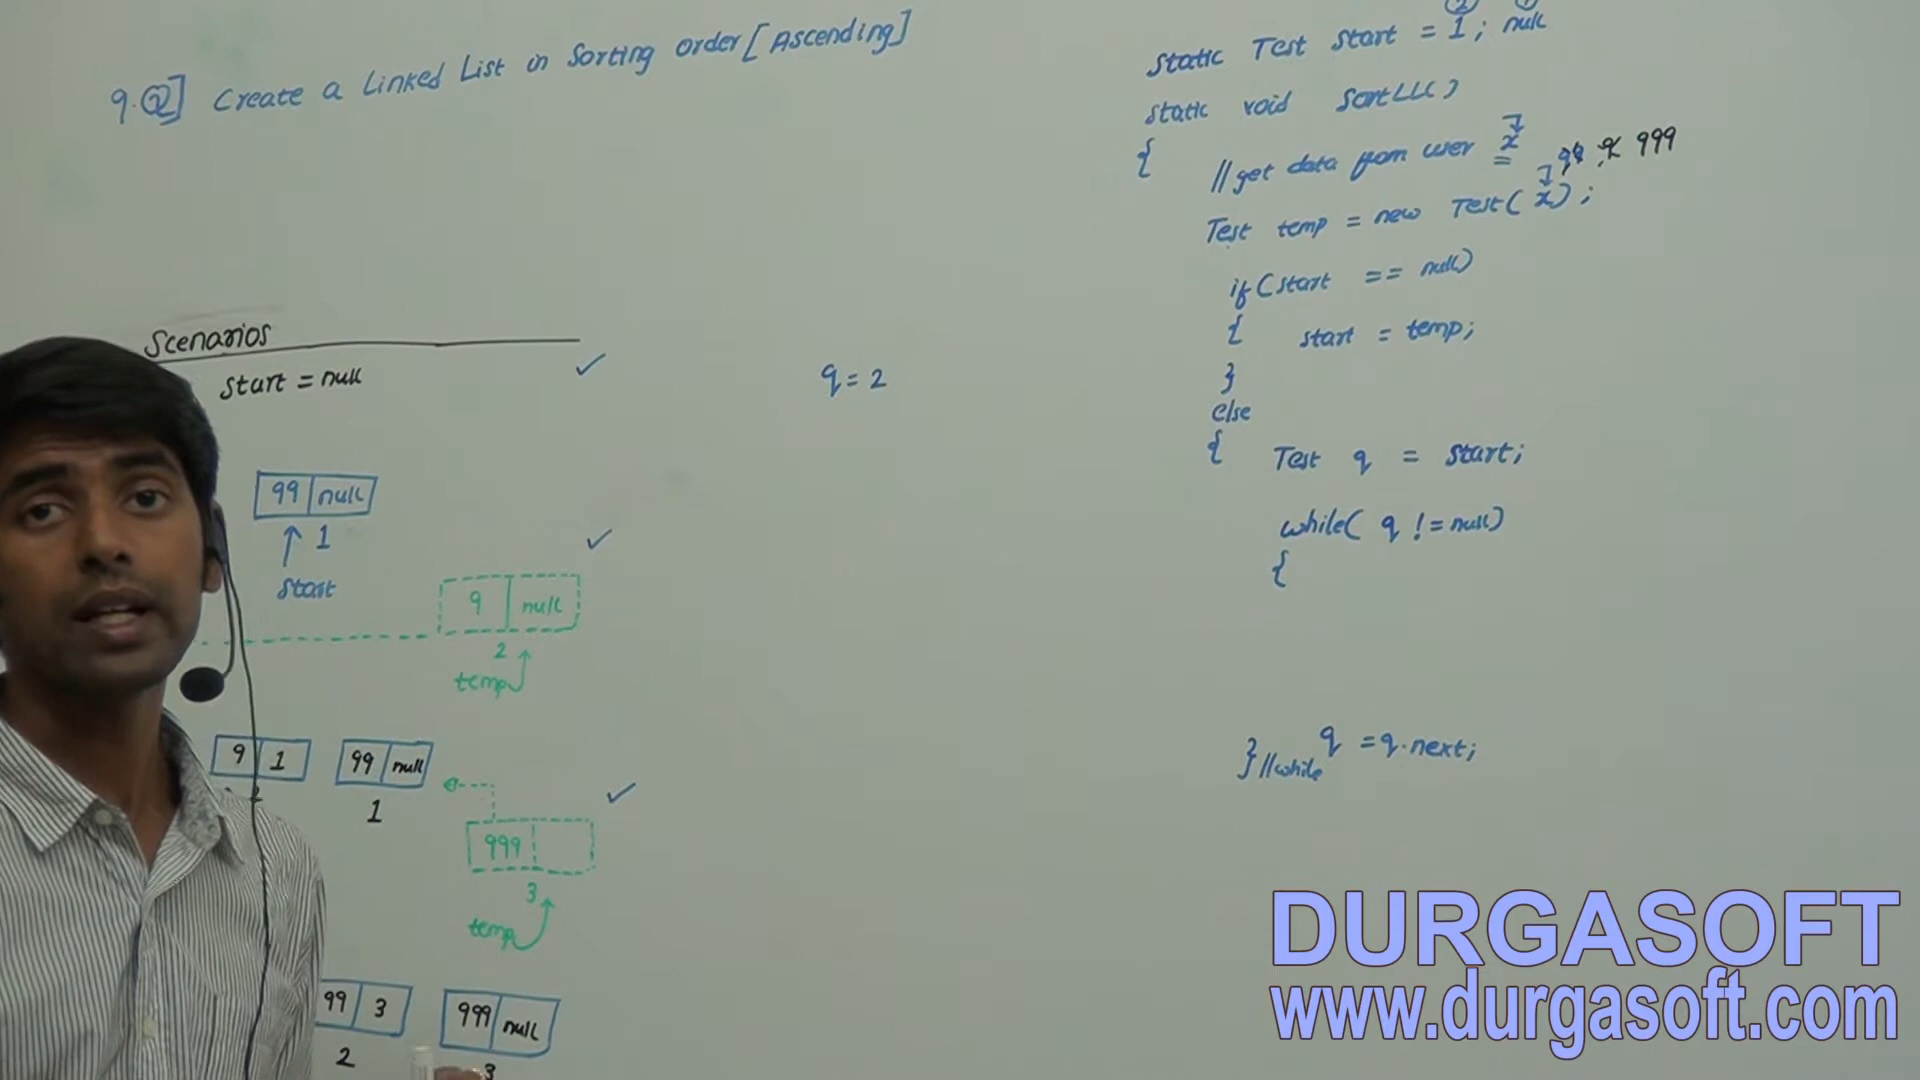 9.Q] Create a Linked List in Sorting Order [Ascending]
Scenarios
start = null
99 null
1
start
9 null
2
temp
9 1 99 null
1
999
3
temp
99 3 999 null
2 3
q = 2
2
static Test start = 1; null
static void SortLL()
{ //get data from user x
99 9 999
Test temp = new Test(x);
if(start == null)
{ start = temp;
}
else
{ Test q = start;
while( q != null)
{
q = q.next;
} //while
DURGASOFT
www.durgasoft.com